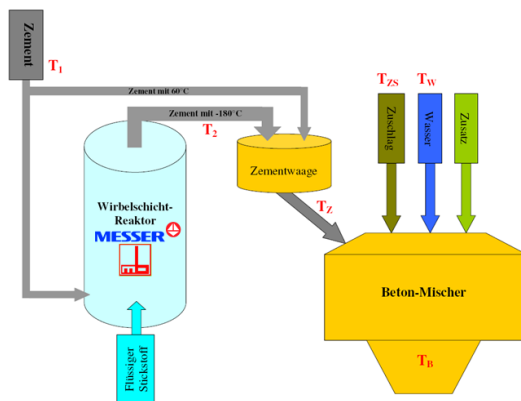 Zement
T1
Zement mit 60°C
Zement mit -180°C
T2
TZS
TW
Zuschlag
Wasser
Zusatz
Zementwaage
Wirbelschicht-
Reaktor
MESSER
TZ
Beton-Mischer
TB
Flüssiger
Stickstoff